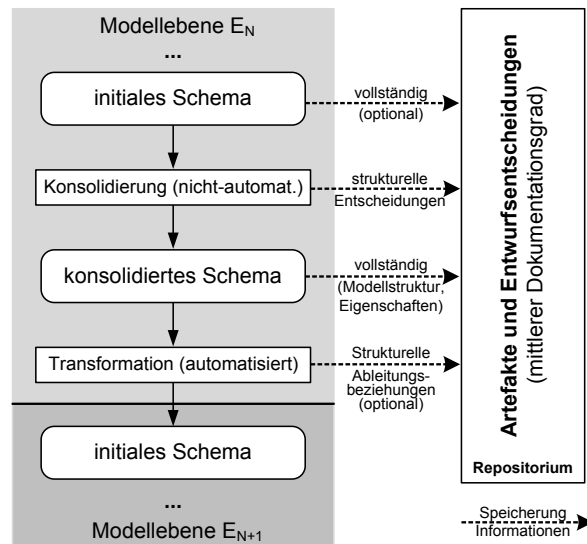 Modellebene E_N
...
initiales Schema
vollständig
(optional)
Konsolidierung (nicht-automat.)
strukturelle
Entscheidungen
konsolidiertes Schema
vollständig
(Modellstruktur,
Eigenschaften)
Transformation (automatisiert)
Strukturelle
Ableitungs-
beziehungen
(optional)
initiales Schema
...
Modellebene E_N+1
Artefakte und Entwurfsentscheidungen
(mittlerer Dokumentationsgrad)
Repositorium
Speicherung
Informationen